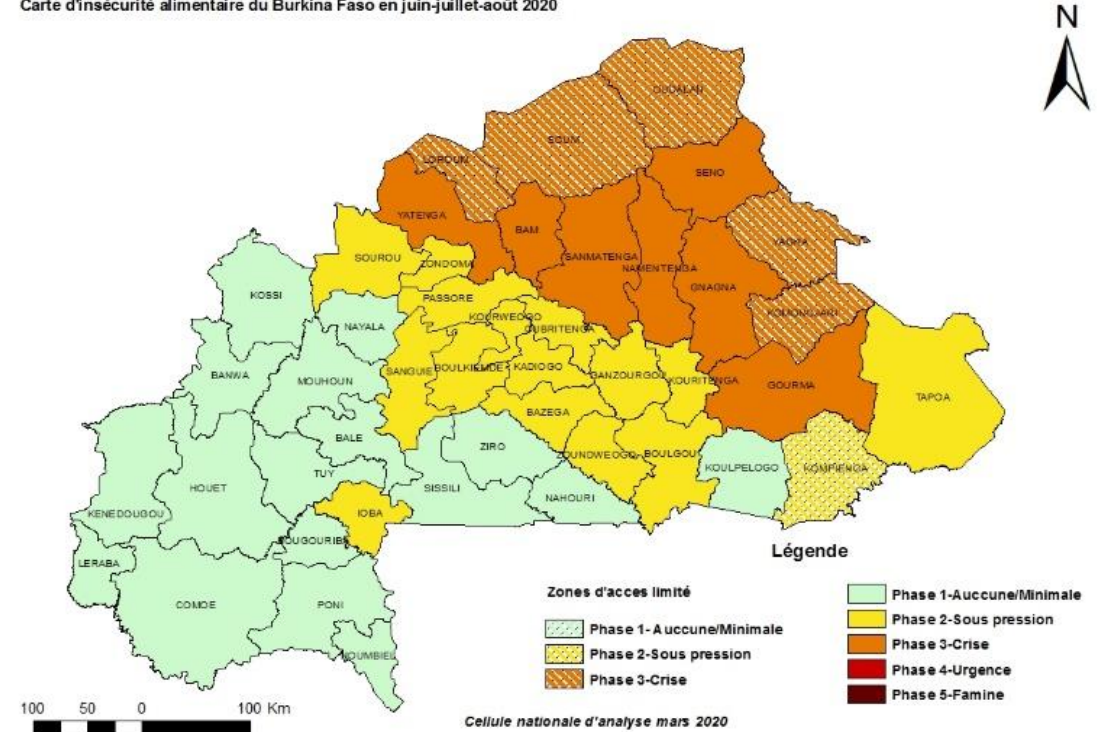 Carte d'insécurité alimentaire du Burkina Faso en juin-juillet-août 2020
N
OUDALAN
SOUM
LOROUM
SENO
YATENGA
BAM
YAGHA
SANMATENGA
NAMENTENGA
SOUROU
ZONDOMA
GNAGNA
KOSSI
PASSORE
KOMONDJARI
KOURWEOGO
NAYALA
OUBRITENGA
BANWA
MOUHOUN
SANGUIE
BOULKIEMDE
KADIOGO
GANZOURGOU
KOURITENGA
GOURMA
TAPOA
BAZEGA
BALE
ZIRO
ZOUNDWEOGO
BOULGOU
KOULPELOGO
KOMPIENGA
TUY
HOUET
SISSILI
NAHOURI
KENEDOUGOU
IOBA
BOUGOURIBA
LERABA
COMOE
PONI
NOUMBIEL
Légende
Zones d'acces limité
Phase 1- Auccune/Minimale
Phase 2-Sous pression
Phase 3-Crise
Phase 1-Auccune/Minimale
Phase 2-Sous pression
Phase 3-Crise
Phase 4-Urgence
Phase 5-Famine
100 50 0 100 Km
Cellule nationale d'analyse mars 2020